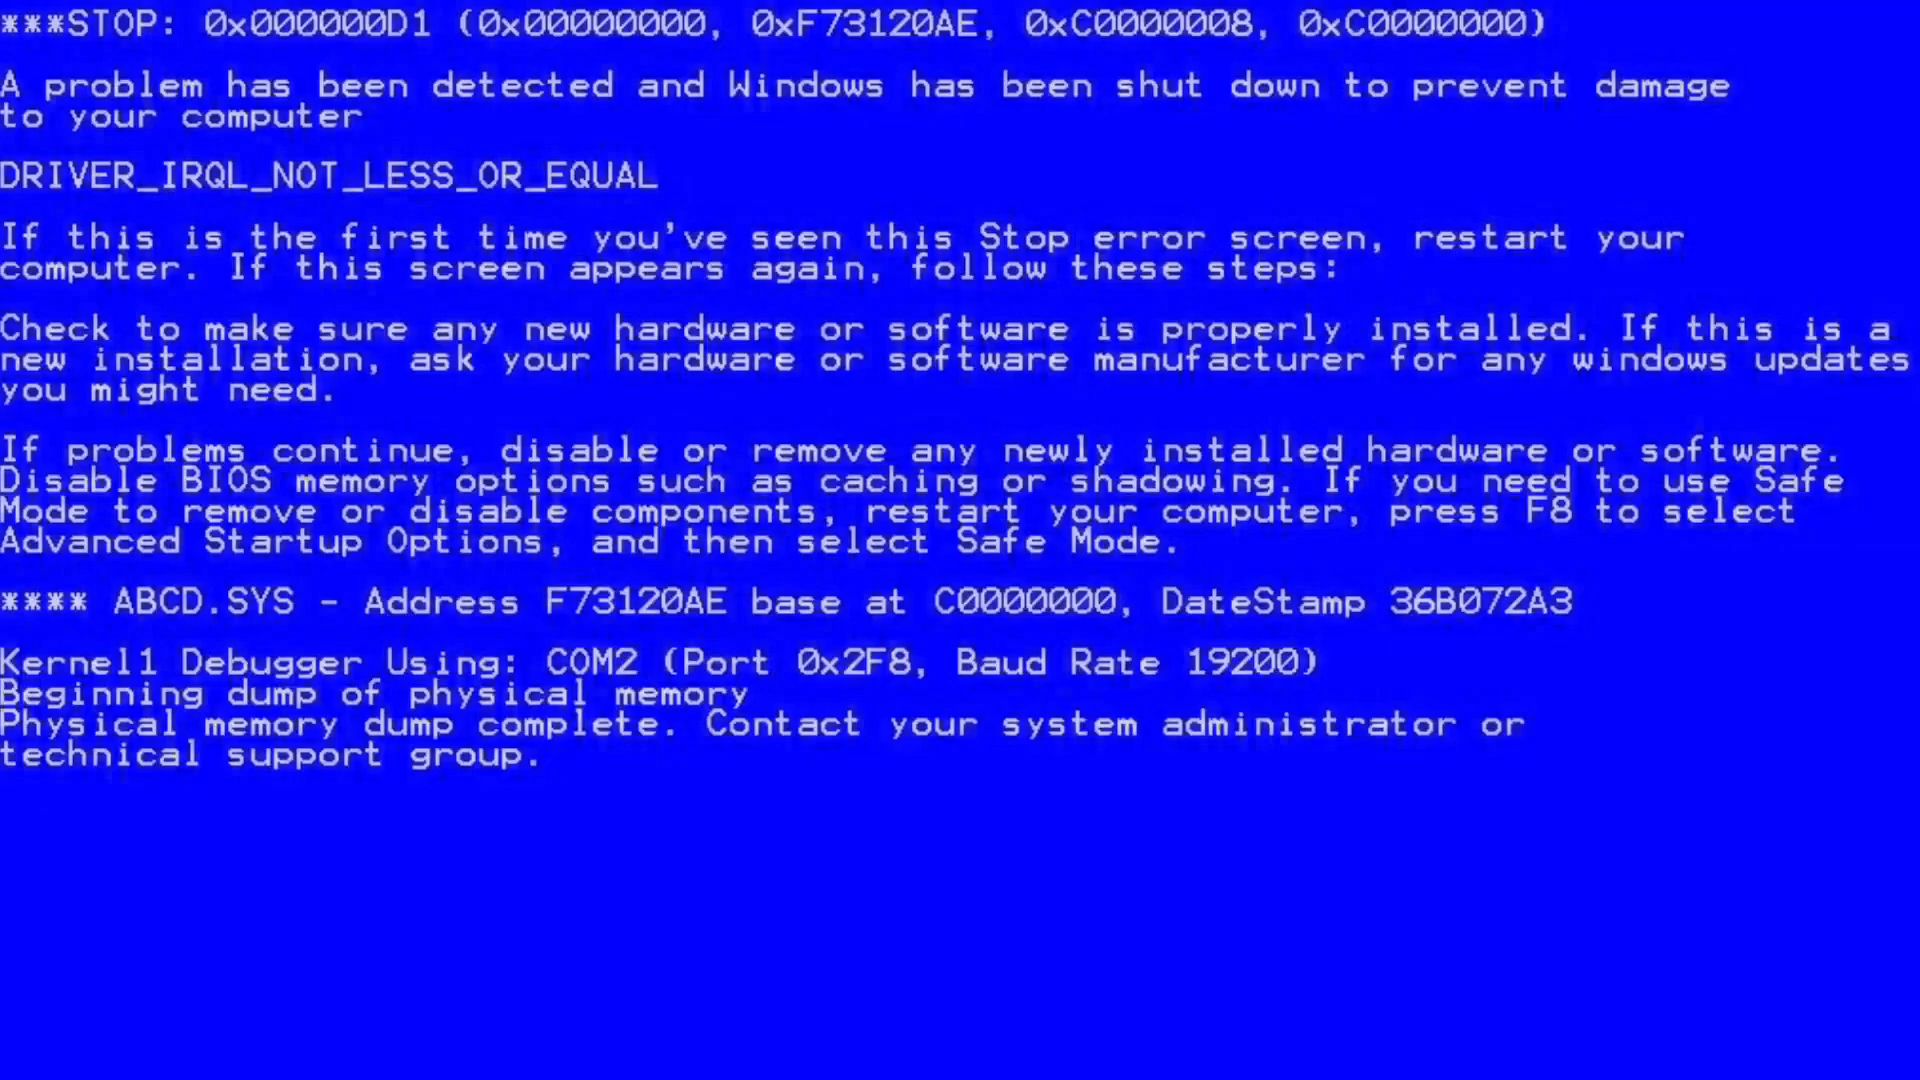 ***STOP: 0x000000D1 (0x00000000, 0xF73120AE, 0xC0000008, 0xC0000000)
A problem has been detected and Windows has been shut down to prevent damage
to your computer
DRIVER_IRQL_NOT_LESS_OR_EQUAL
If this is the first time you've seen this Stop error screen, restart your
computer. If this screen appears again, follow these steps:
Check to make sure any new hardware or software is properly installed. If this is a
new installation, ask your hardware or software manufacturer for any windows updates
you might need.
If problems continue, disable or remove any newly installed hardware or software.
Disable BIOS memory options such as caching or shadowing. If you need to use Safe
Mode to remove or disable components, restart your computer, press F8 to select
Advanced Startup Options, and then select Safe Mode.
**** ABCD.SYS - Address F73120AE base at C0000000, DateStamp 36B072A3
Kernel1 Debugger Using: COM2 (Port 0x2F8, Baud Rate 19200)
Beginning dump of physical memory
Physical memory dump complete. Contact your system administrator or
technical support group.